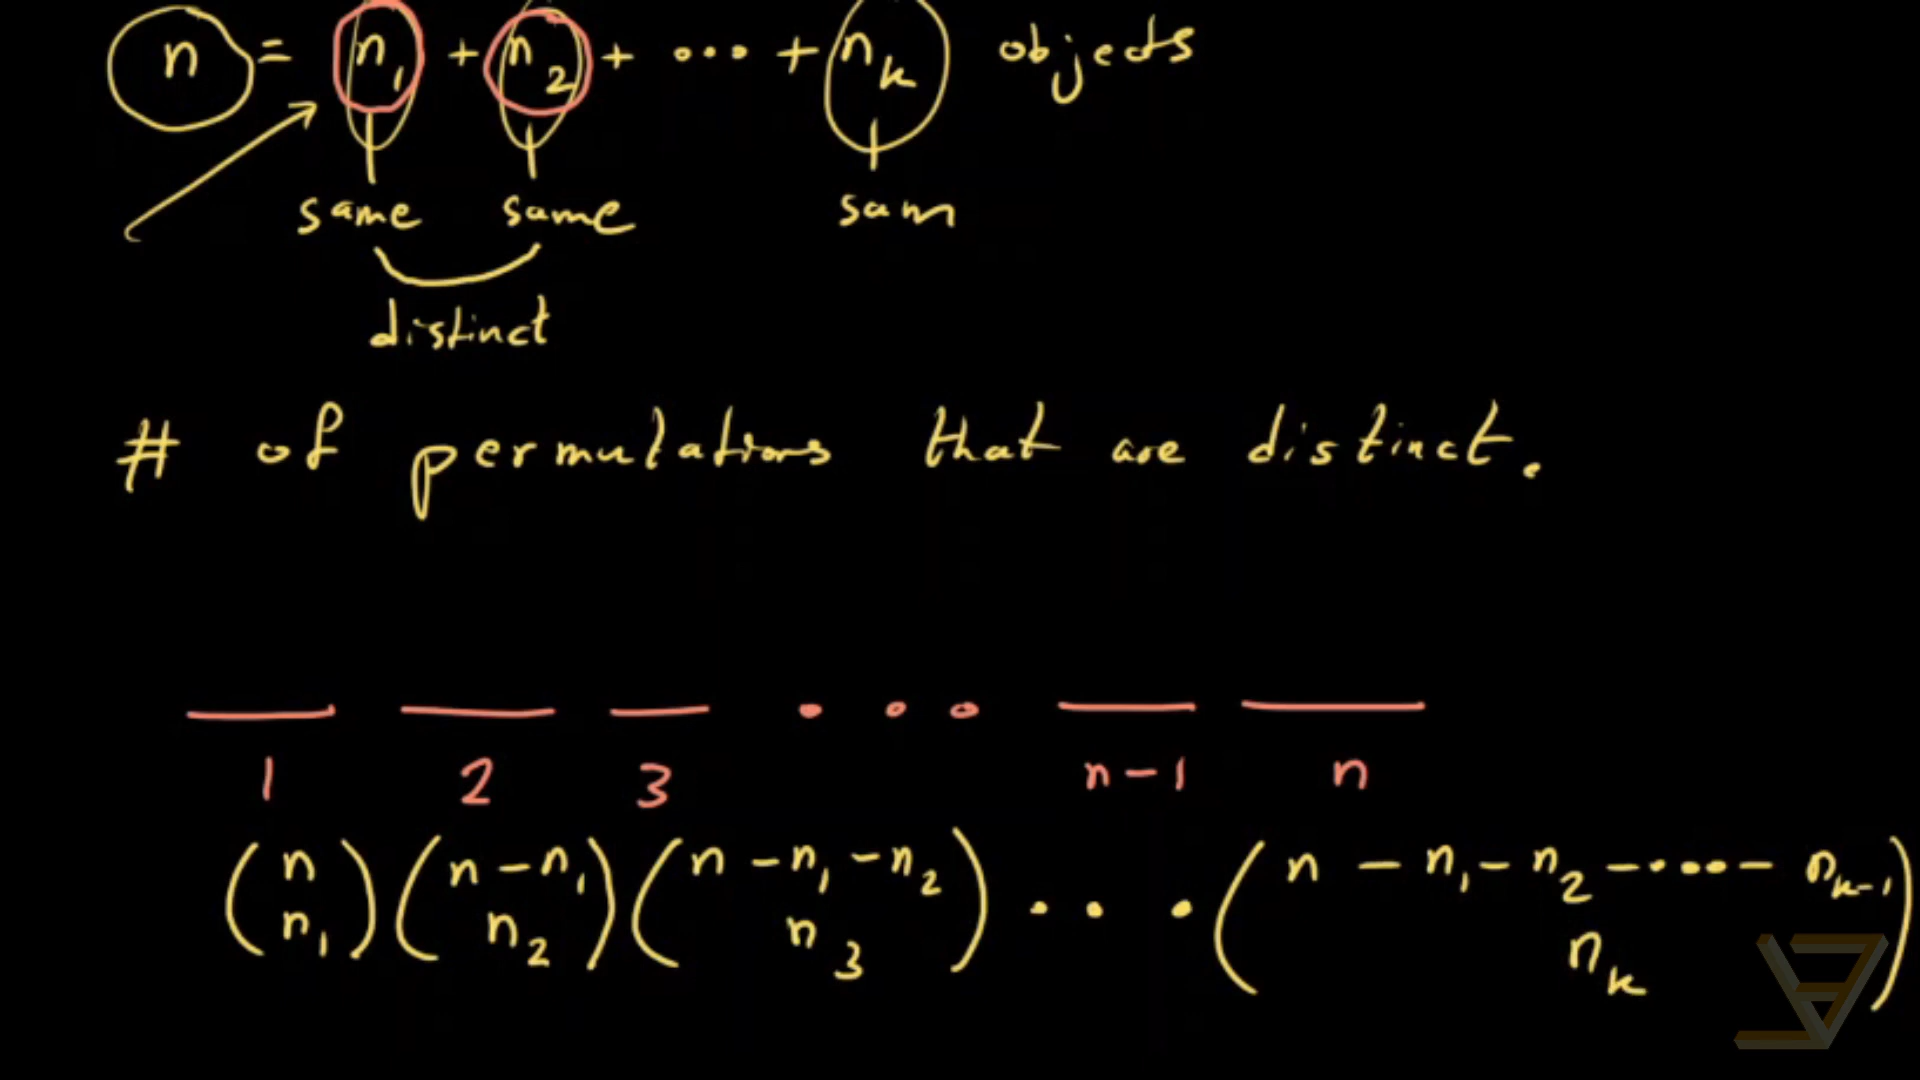 n = n₁ + n₂ + ··· + nₖ objects
same same sam
distinct
# of permutations that are distinct.
1 2 3 n-1 n
(n n₁) (n-n₁ n₂) (n-n₁-n₂ n₃) ··· (n-n₁-n₂-···-nₖ₋₁ nₖ)